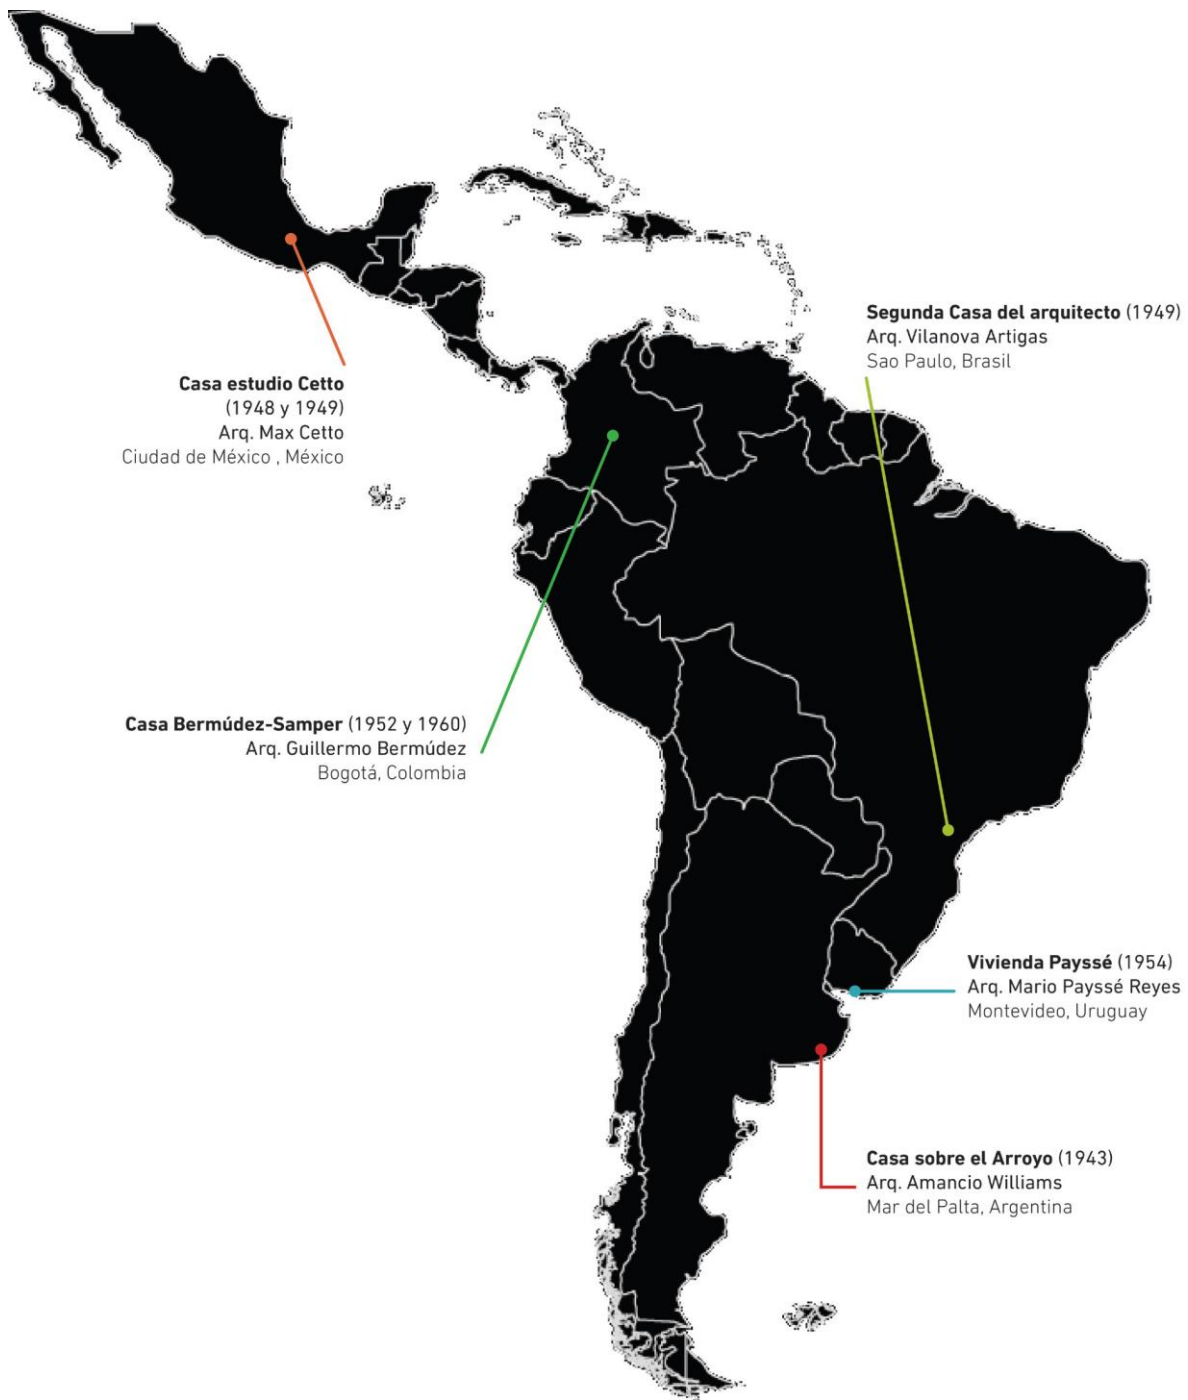 Segunda Casa del arquitecto (1949)
Arq. Vilanova Artigas
Sao Paulo, Brasil
Casa estudio Cetto
(1948 y 1949)
Arq. Max Cetto
Ciudad de México , México
Casa Bermúdez-Samper (1952 y 1960)
Arq. Guillermo Bermúdez
Bogotá, Colombia
Vivienda Payssé (1954)
Arq. Mario Payssé Reyes
Montevideo, Uruguay
Casa sobre el Arroyo (1943)
Arq. Amancio Williams
Mar del Palta, Argentina